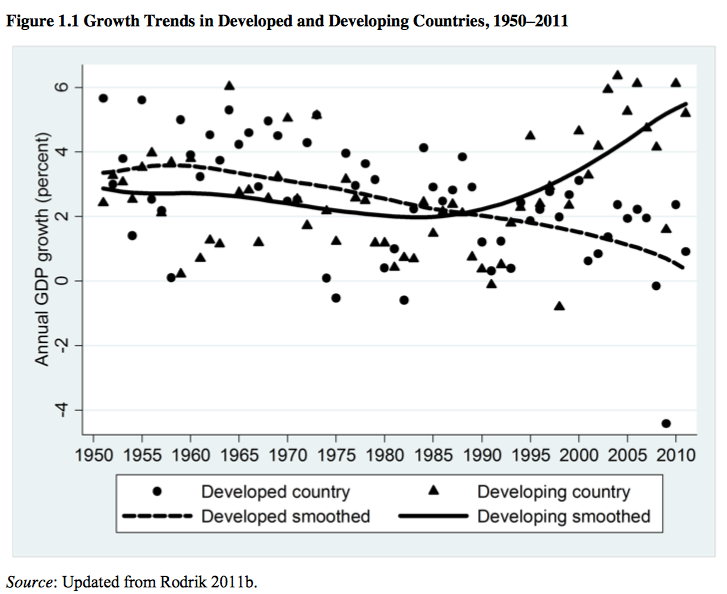 Figure 1.1 Growth Trends in Developed and Developing Countries, 1950–2011
Annual GDP growth (percent)
6
4
2
0
-2
-4
1950 1955 1960 1965 1970 1975 1980 1985 1990 1995 2000 2005 2010
Developed country Developing country
Developed smoothed Developing smoothed
Source: Updated from Rodrik 2011b.